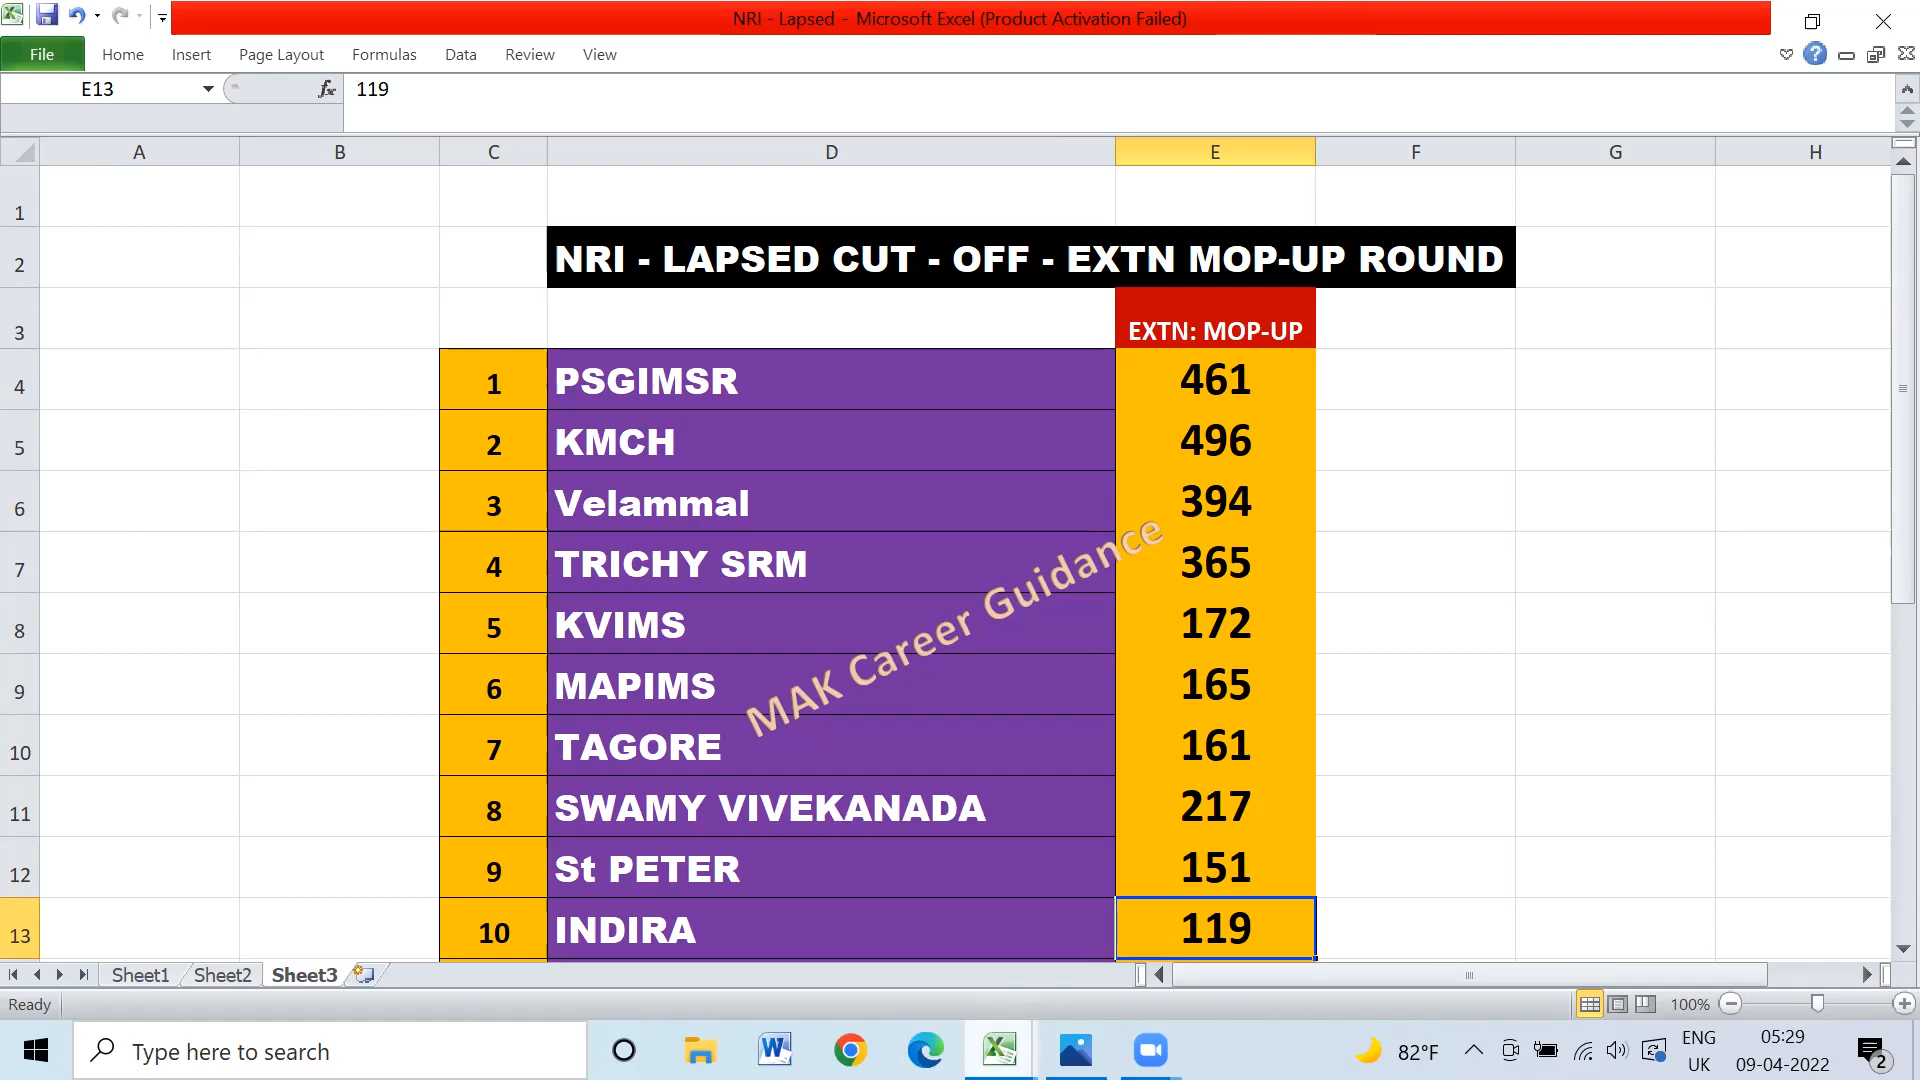 NRI - Lapsed - Microsoft Excel (Product Activation Failed)
File Home Insert Page Layout Formulas Data Review View
E13 fx 119
A B C D E F G H
1
2 NRI - LAPSED CUT - OFF - EXTN MOP-UP ROUND
3 EXTN: MOP-UP
4 1 PSGIMSR 461
5 2 KMCH 496
6 3 Velammal 394
7 4 TRICHY SRM 365
8 5 KVIMS 172
9 6 MAPIMS 165
10 7 TAGORE 161
11 8 SWAMY VIVEKANADA 217
12 9 St PETER 151
13 10 INDIRA 119
MAK Career Guidance
Sheet1 Sheet2 Sheet3
Ready 100%
Type here to search 82°F ENG 05:29
UK 09-04-2022 2